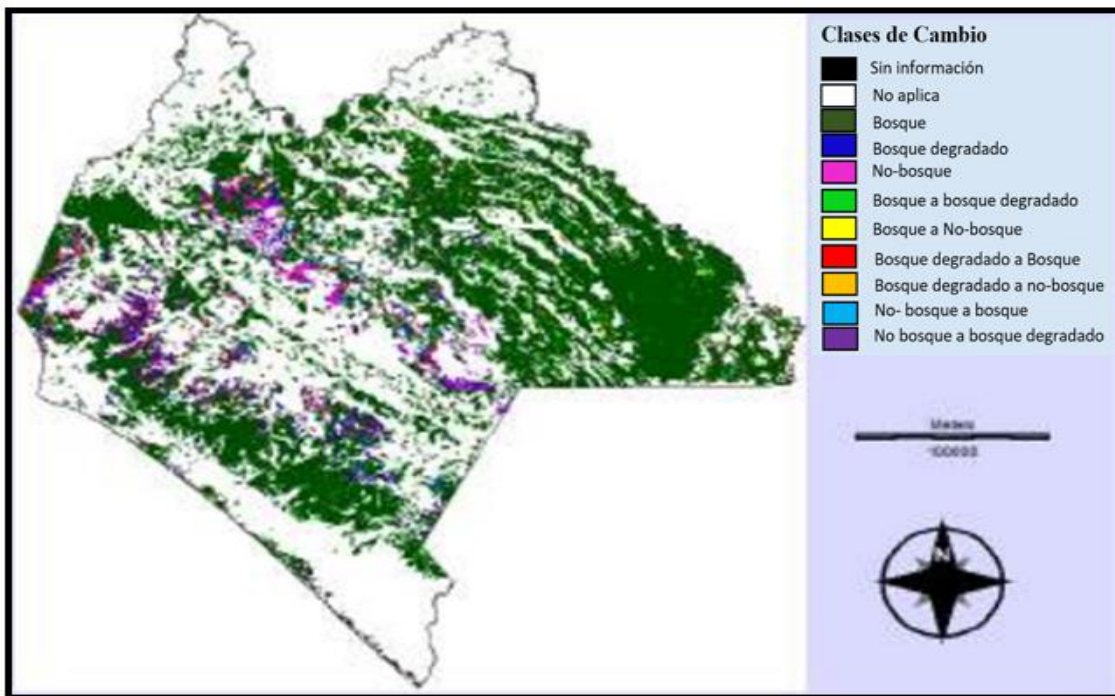 Clases de Cambio
Sin información
No aplica
Bosque
Bosque degradado
No-bosque
Bosque a bosque degradado
Bosque a No-bosque
Bosque degradado a Bosque
Bosque degradado a no-bosque
No- bosque a bosque
No bosque a bosque degradado
Meters
N